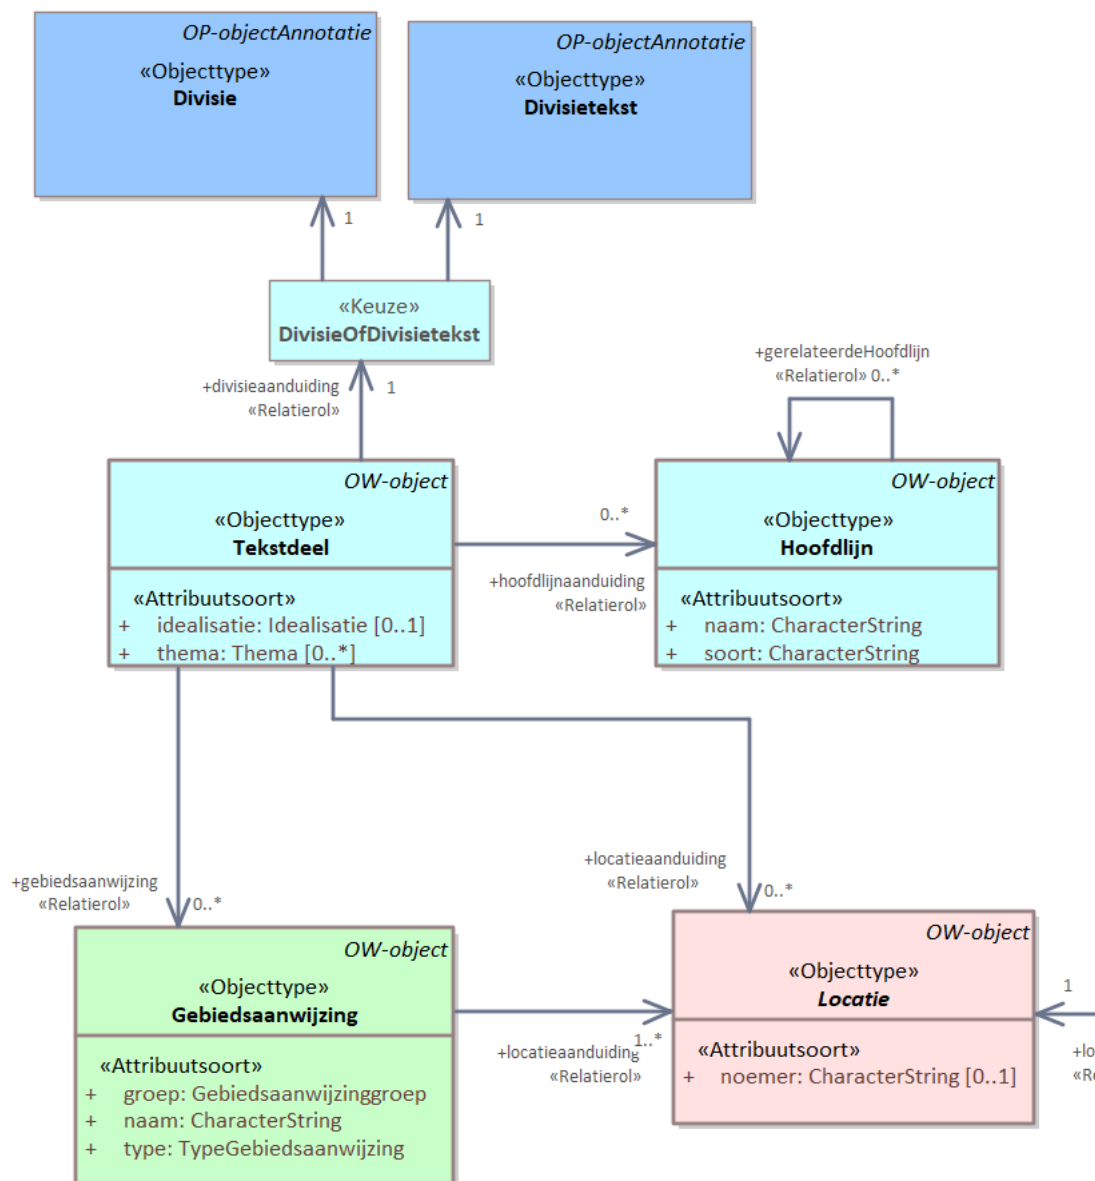 OP-objectAnnotatie
«Objecttype»
Divisie
OP-objectAnnotatie
«Objecttype»
Divisietekst
1
1
«Keuze»
DivisieOfDivisietekst
+divisieaanduiding
«Relatierol»
1
+gerelateerdeHoofdlijn
«Relatierol» 0..*
OW-object
«Objecttype»
Tekstdeel
«Attribuutsoort»
+ idealisatie: Idealisatie [0..1]
+ thema: Thema [0..*]
0..*
+hoofdlijnaanduiding
«Relatierol»
OW-object
«Objecttype»
Hoofdlijn
«Attribuutsoort»
+ naam: CharacterString
+ soort: CharacterString
+gebiedsaanwijzing
«Relatierol»
0..*
+locatieaanduiding
«Relatierol»
0..*
OW-object
«Objecttype»
Gebiedsaanwijzing
«Attribuutsoort»
+ groep: Gebiedsaanwijzinggroep
+ naam: CharacterString
+ type: TypeGebiedsaanwijzing
1..*
+locatieaanduiding
«Relatierol»
OW-object
«Objecttype»
Locatie
«Attribuutsoort»
+ noemer: CharacterString [0..1]
1